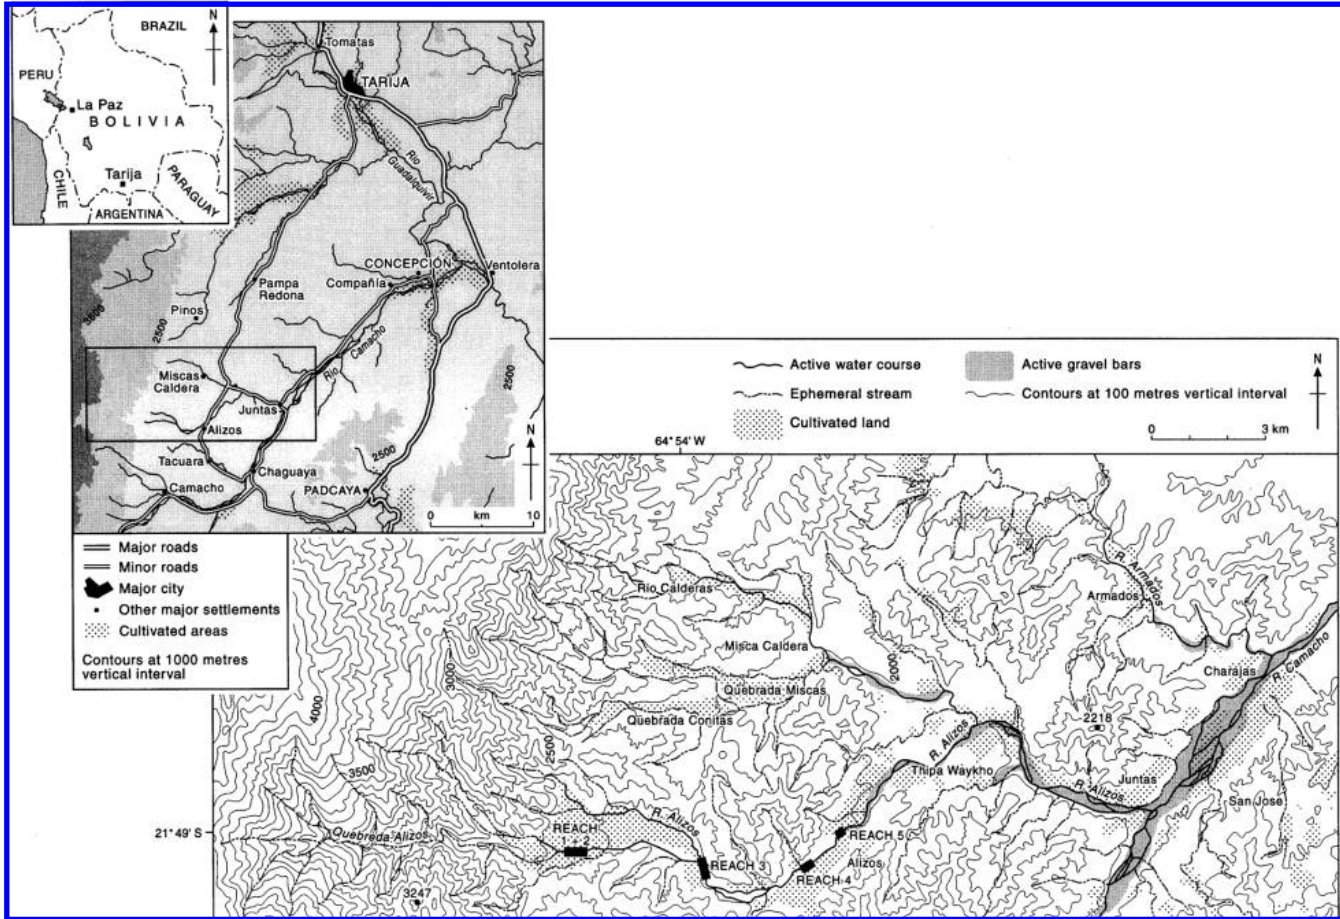 N
BRAZIL
PERU
La Paz
BOLIVIA
Tarija
CHILE
PARAGUAY
ARGENTINA
Tomatas
TARIJA
Rio
Guadalquivir
CONCEPCIÓN
Ventolera
Compañía
Pampa
Redona
Pinos
3500
2500
Rio Camacho
Miscas
Caldera
Juntas
2500
Alizos
N
Tacuara
Chaguaya
2500
Camacho
PADCAYA
0 km 10
Major roads
Minor roads
Major city
Other major settlements
Cultivated areas
Contours at 1000 metres
vertical interval
Active water course
Ephemeral stream
Cultivated land
Active gravel bars
Contours at 100 metres vertical interval
N
0 3 km
64° 54' W
Rio Calderas
R. Armados
Armados
Misca Caldera
2000
Charajas
R. Camacho
3000
Quebrada Miscas
Quebrada Conitas
4000
2218
R. Alizos
2500
3500
Thipa Waykho
Juntas
R. Alizos
San Jose
21° 49' S
Quebreda Alizos
REACH
R. Alizos
REACH 5
REACH 3
Alizos
REACH 4
3247